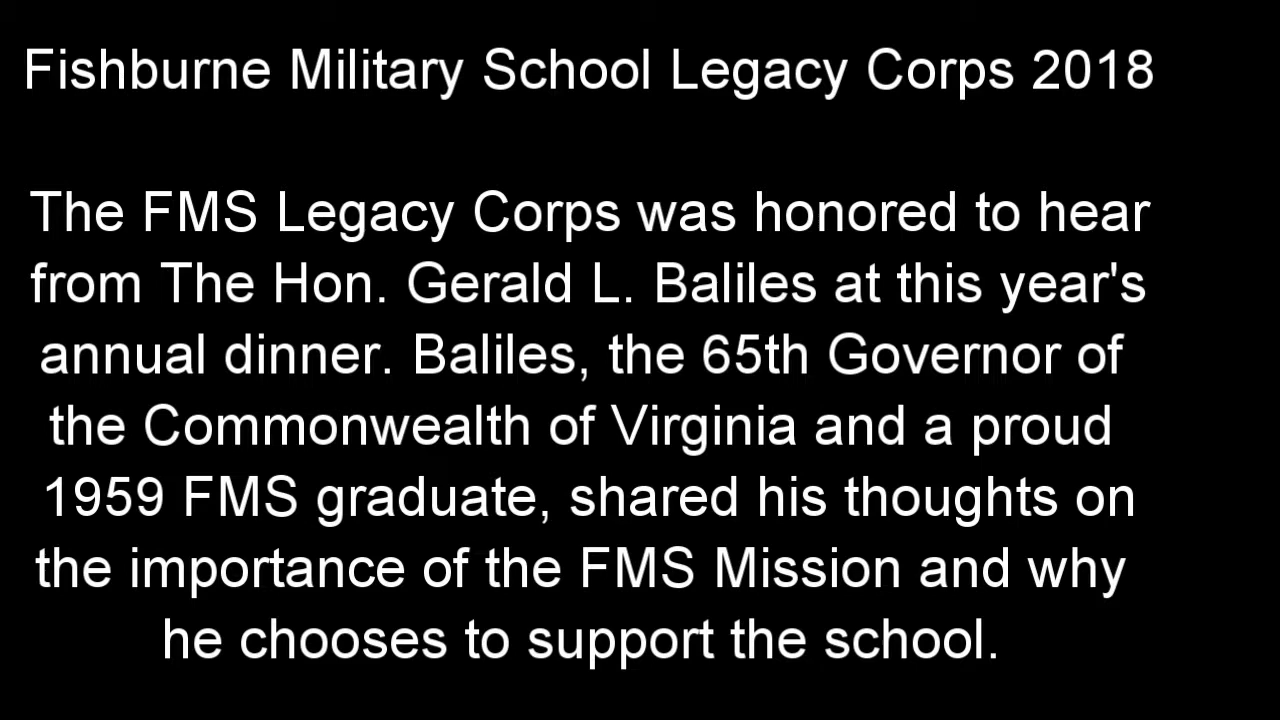 Fishburne Military School Legacy Corps 2018
The FMS Legacy Corps was honored to hear
from The Hon. Gerald L. Baliles at this year's
annual dinner. Baliles, the 65th Governor of
the Commonwealth of Virginia and a proud
1959 FMS graduate, shared his thoughts on
the importance of the FMS Mission and why
he chooses to support the school.